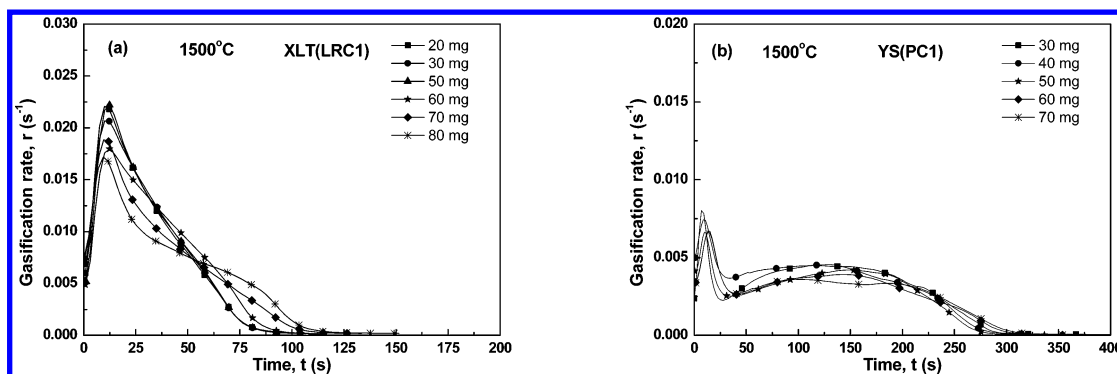 (a) 1500°C XLT(LRC1)
20 mg
30 mg
50 mg
60 mg
70 mg
80 mg
Gasification rate, r (s⁻¹)
0.030
0.025
0.020
0.015
0.010
0.005
0.000
0 25 50 75 100 125 150 175 200
Time, t (s)
(b) 1500°C YS(PC1)
30 mg
40 mg
50 mg
60 mg
70 mg
Gasification rate, r (s⁻¹)
0.020
0.015
0.010
0.005
0.000
0 50 100 150 200 250 300 350 400
Time, t (s)